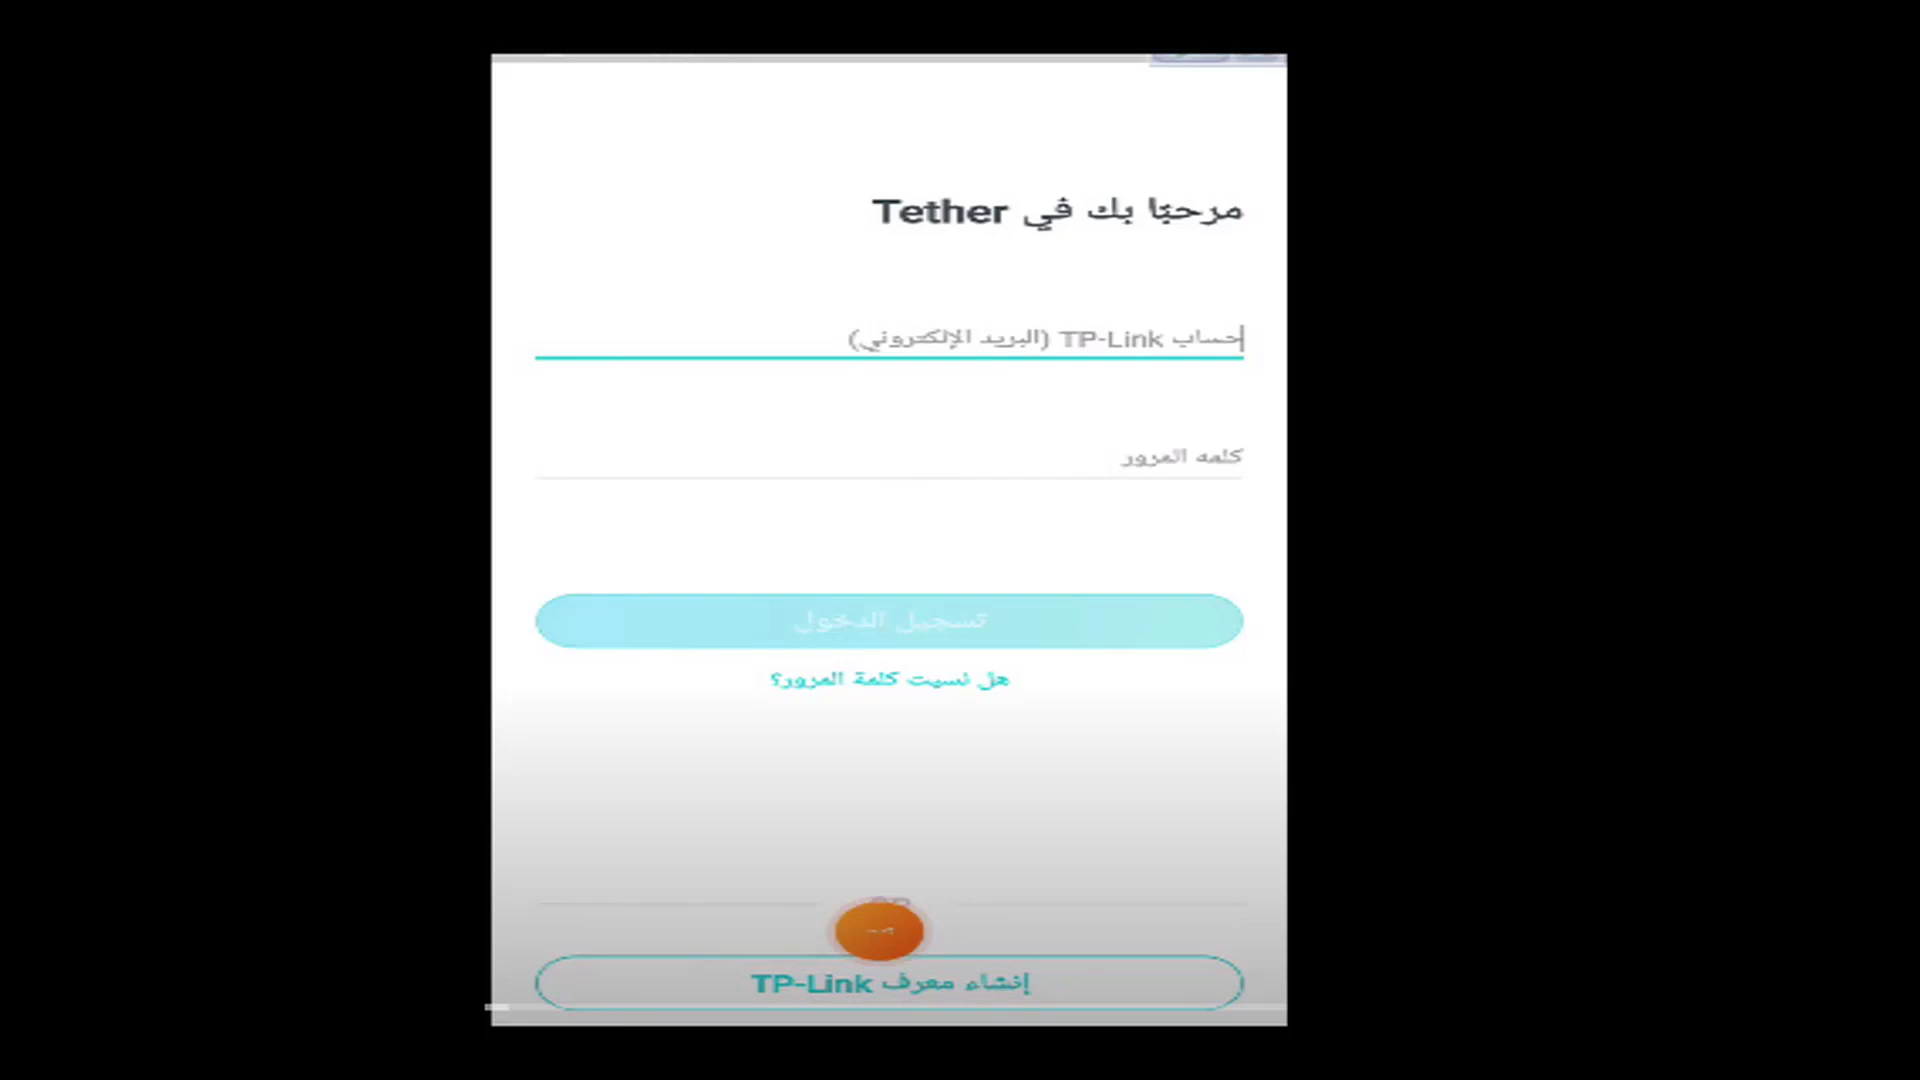 مرحبًا بك في Tether
حساب TP-Link (البريد الإلكتروني)
كلمه المرور
تسجيل الدخول
هل نسيت كلمة المرور؟
إنشاء معرف TP-Link